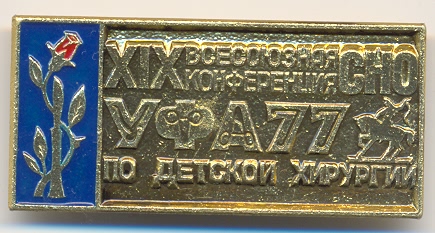 XIX ВСЕСОЮЗНАЯ КОНФЕРЕНЦИЯ СНО
УФА 77
ПО ДЕТСКОЙ ХИРУРГИИ